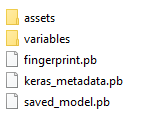 assets
variables
fingerprint.pb
keras_metadata.pb
saved_model.pb